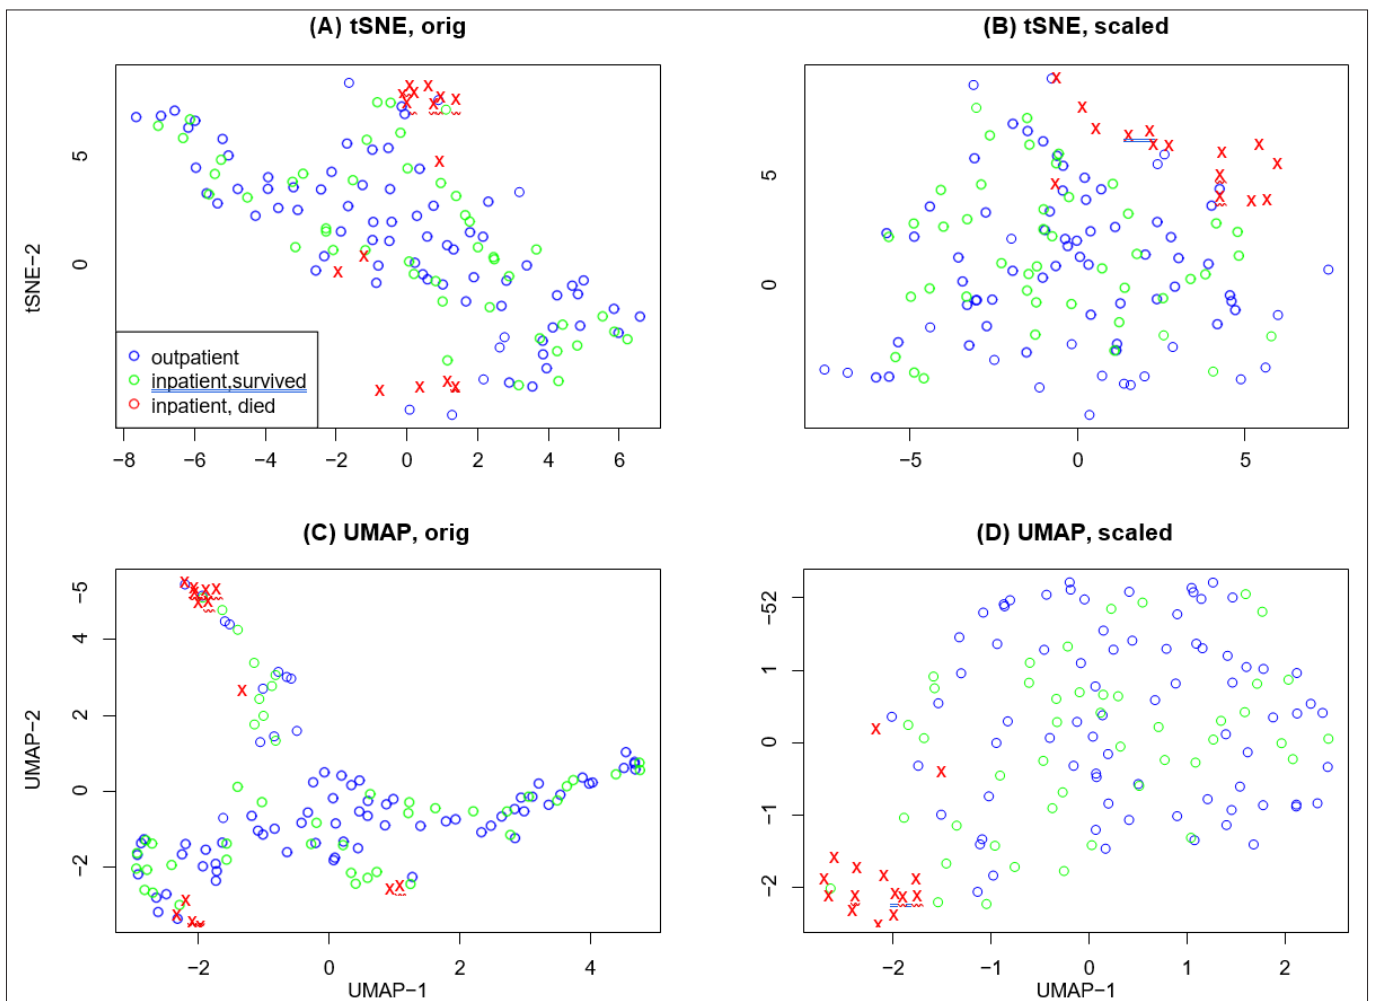 (A) tSNE, orig
(B) tSNE, scaled
tSNE−2
5
0
5
0
outpatient
inpatient,survived
inpatient, died
−8 −6 −4 −2 0 2 4 6
−5 0 5
(C) UMAP, orig
(D) UMAP, scaled
UMAP−2
−5
4
2
0
−2
−52
1
0
−1
−2
−2 0 2 4
−2 −1 0 1 2
UMAP−1
UMAP−1